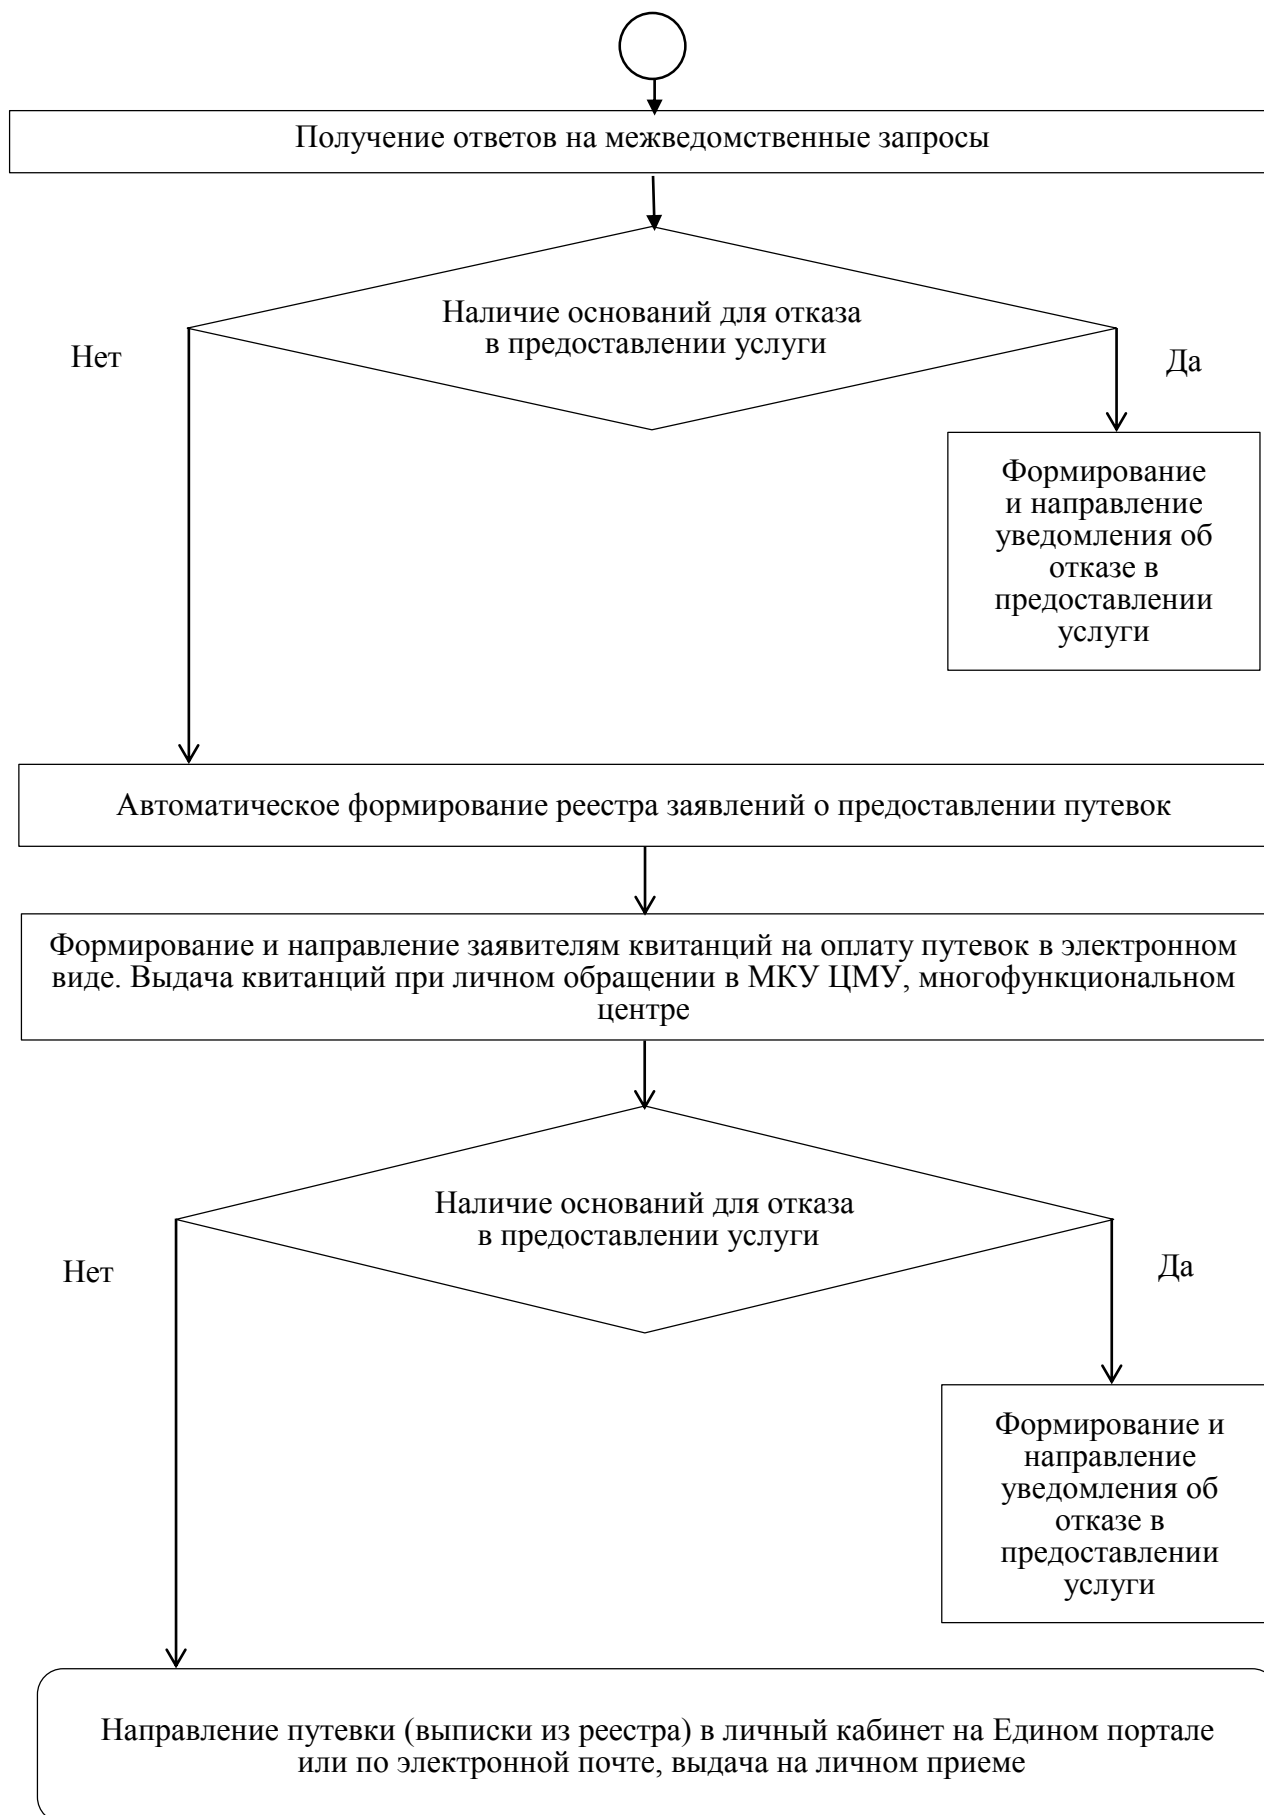 Получение ответов на межведомственные запросы
Наличие оснований для отказа
в предоставлении услуги
Нет
Да
Формирование
и направление
уведомления об
отказе в
предоставлении
услуги
Автоматическое формирование реестра заявлений о предоставлении путевок
Формирование и направление заявителям квитанций на оплату путевок в электронном
виде. Выдача квитанций при личном обращении в МКУ ЦМУ, многофункциональном
центре
Наличие оснований для отказа
в предоставлении услуги
Нет
Да
Формирование и
направление
уведомления об
отказе в
предоставлении
услуги
Направление путевки (выписки из реестра) в личный кабинет на Едином портале
или по электронной почте, выдача на личном приеме